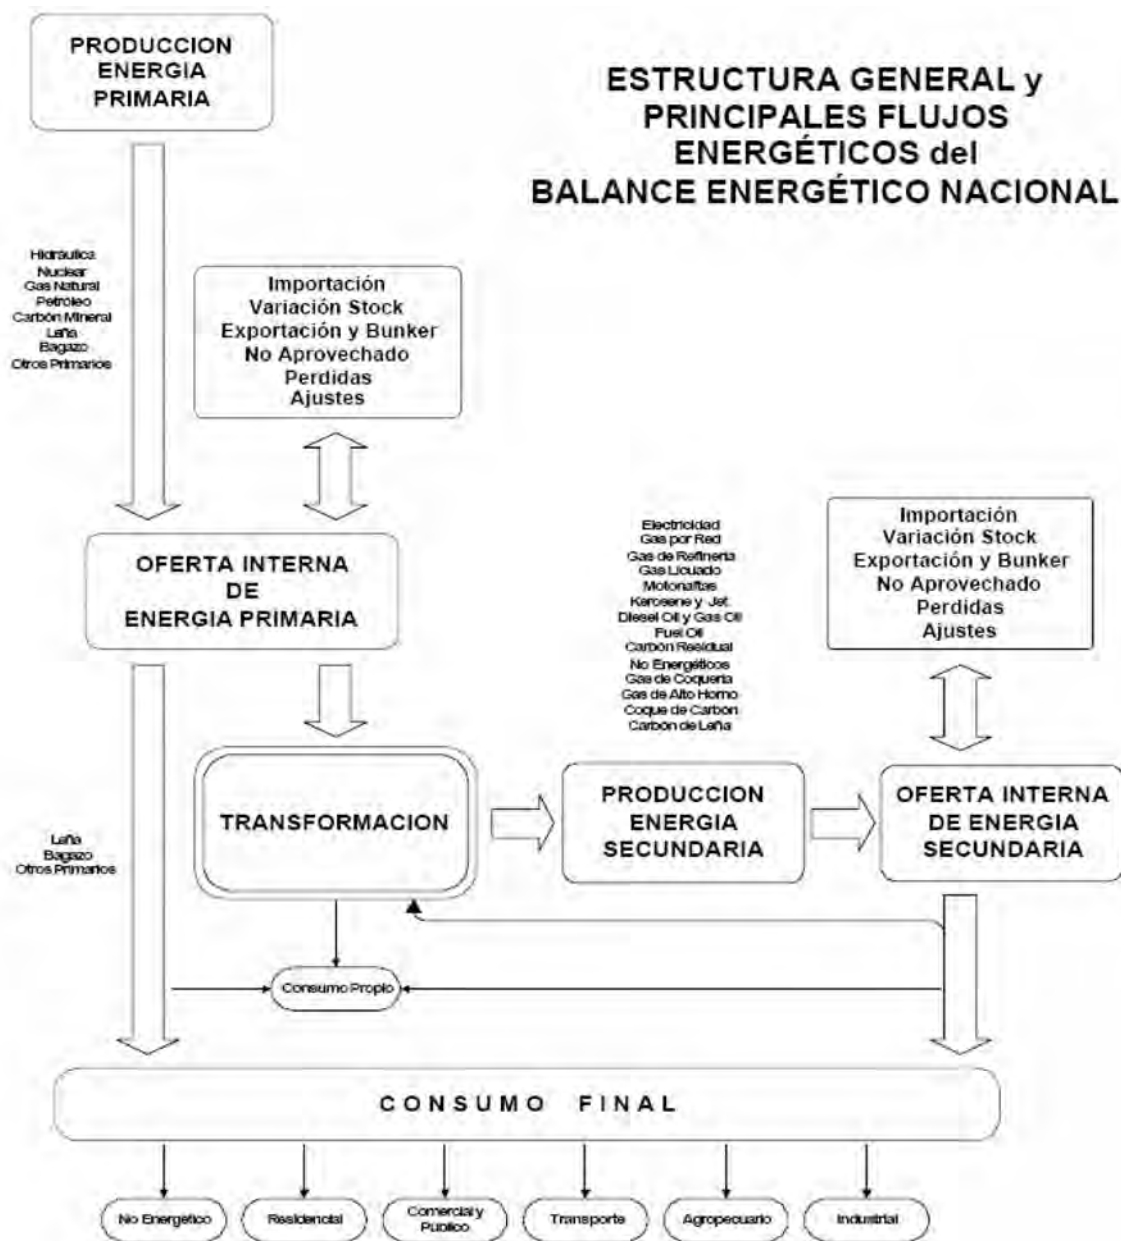 PRODUCCION
ENERGIA
PRIMARIA
ESTRUCTURA GENERAL y
PRINCIPALES FLUJOS
ENERGÉTICOS del
BALANCE ENERGÉTICO NACIONAL
Hidráulica
Nuclear
Gas Natural
Petróleo
Carbón Mineral
Leña
Bagazo
Otros Primarios
Importación
Variación Stock
Exportación y Bunker
No Aprovechado
Perdidas
Ajustes
OFERTA INTERNA
DE
ENERGIA PRIMARIA
Electricidad
Gas por Red
Gas de Refinería
Gas Licuado
Motonaftas
Kerosene y Jet
Diesel Oil y Gas Oil
Fuel Oil
Carbón Residual
No Energéticos
Gas de Coquería
Gas de Alto Horno
Coque de Carbón
Carbón de Leña
Importación
Variación Stock
Exportación y Bunker
No Aprovechado
Perdidas
Ajustes
TRANSFORMACION
PRODUCCION
ENERGIA
SECUNDARIA
OFERTA INTERNA
DE ENERGIA
SECUNDARIA
Leña
Bagazo
Otros Primarios
Consumo Propio
CONSUMO FINAL
No Energético
Residencial
Comercial y
Público
Transporte
Agropecuario
Industrial